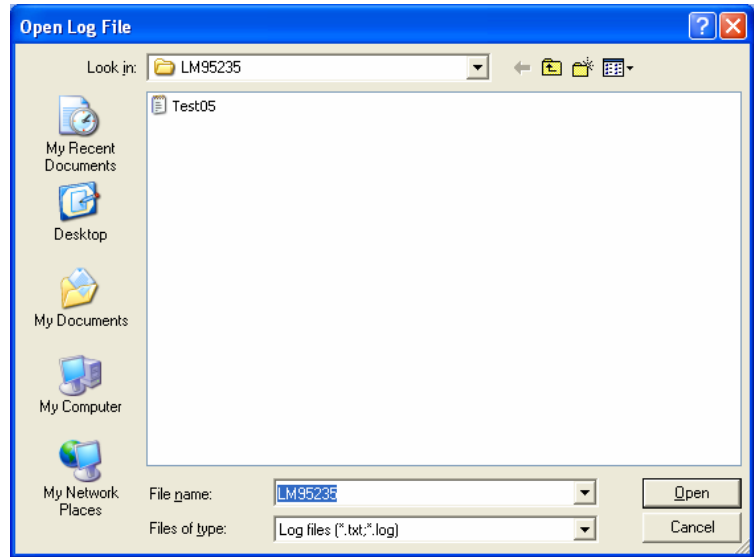 Open Log File
Look in: LM95235
Test05
My Recent
Documents
Desktop
My Documents
My Computer
My Network
Places
File name: LM95235 Open
Files of type: Log files (*.txt;*.log) Cancel